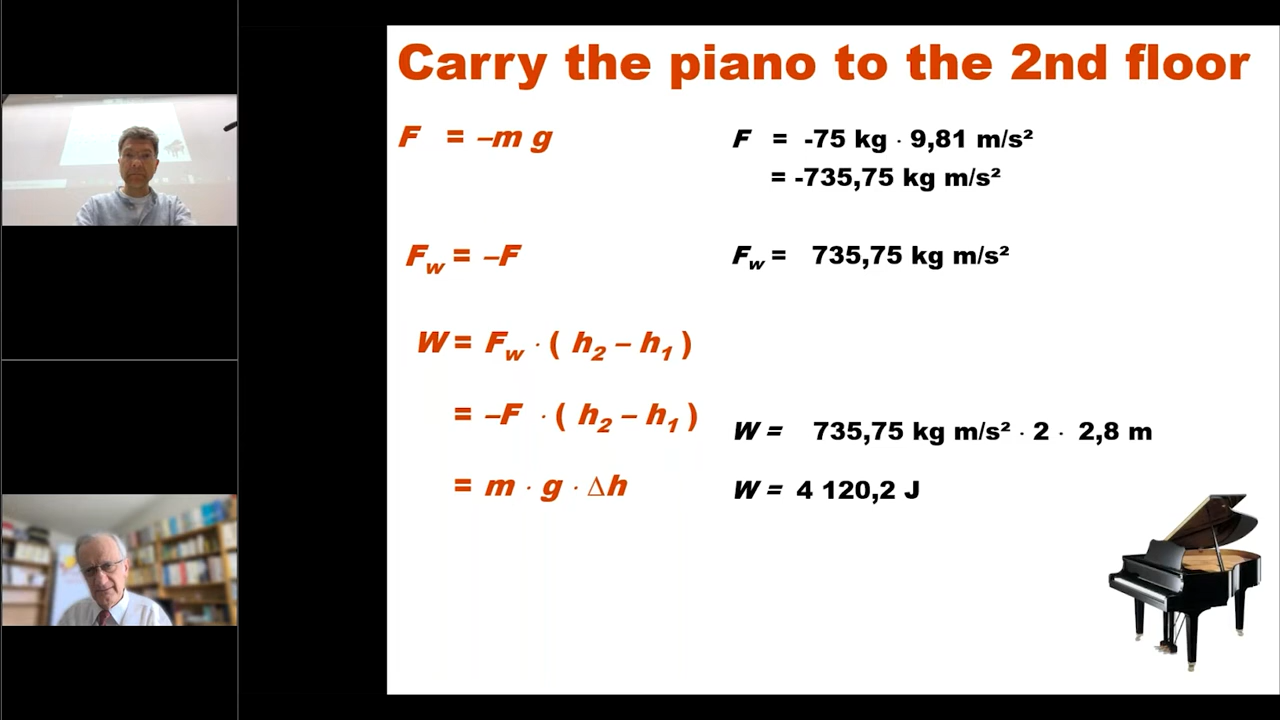 Carry the piano to the 2nd floor
F = –m g
F = -75 kg · 9,81 m/s²
= -735,75 kg m/s²
Fw = –F
Fw = 735,75 kg m/s²
W = Fw · ( h2 – h1 )
= –F · ( h2 – h1 )
W = 735,75 kg m/s² · 2 · 2,8 m
= m · g · Δh
W = 4 120,2 J